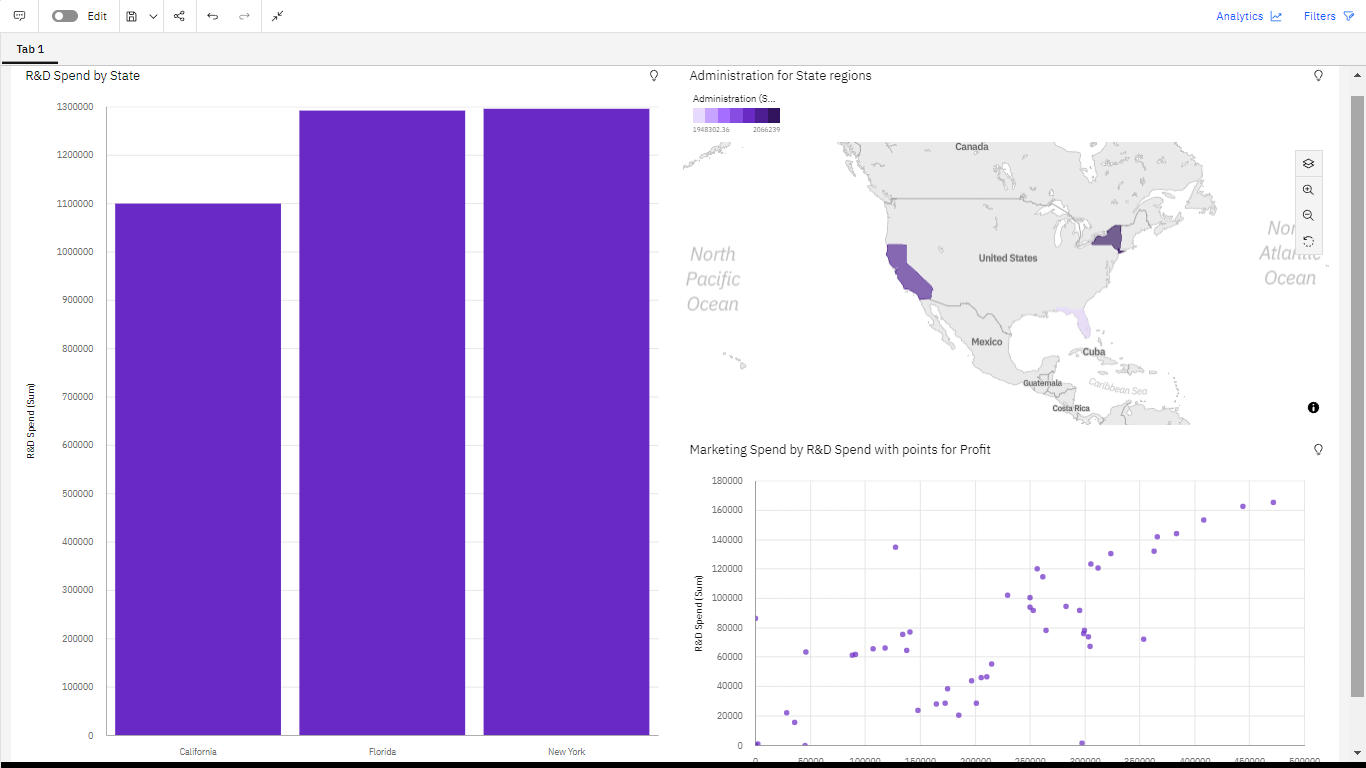 Edit
Analytics
Filters
Tab 1
R&D Spend by State
1300000
1200000
1100000
1000000
900000
800000
700000
600000
500000
400000
300000
200000
100000
0
R&D Spend (Sum)
California Florida New York
Administration for State regions
Administration (S...
1948302.36 2066239
Canada
United States
Mexico
Cuba
Guatemala
Costa Rica
Caribbean Sea
North
Pacific
Ocean
Atlantic
Ocean
Marketing Spend by R&D Spend with points for Profit
180000
160000
140000
120000
100000
80000
60000
40000
20000
0
R&D Spend (Sum)
0 50000 100000 150000 200000 250000 300000 350000 400000 450000 500000